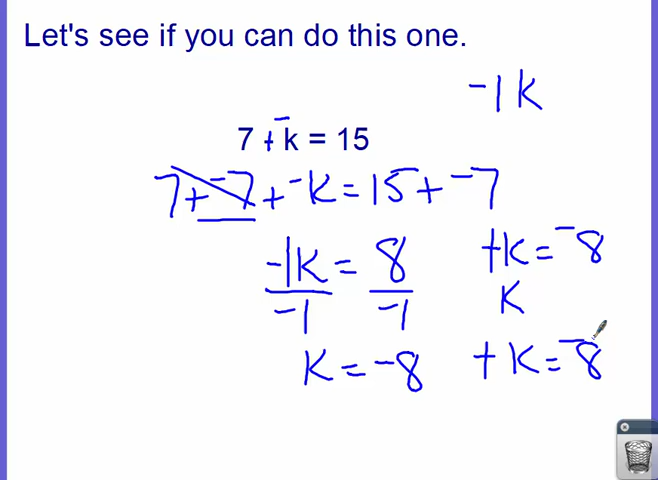 Let's see if you can do this one.
-1k
7 + -k = 15
7 + -7 + -k = 15 + -7
-1k = 8
-1 -1
k = -8
+k = -8
k
+k = -8